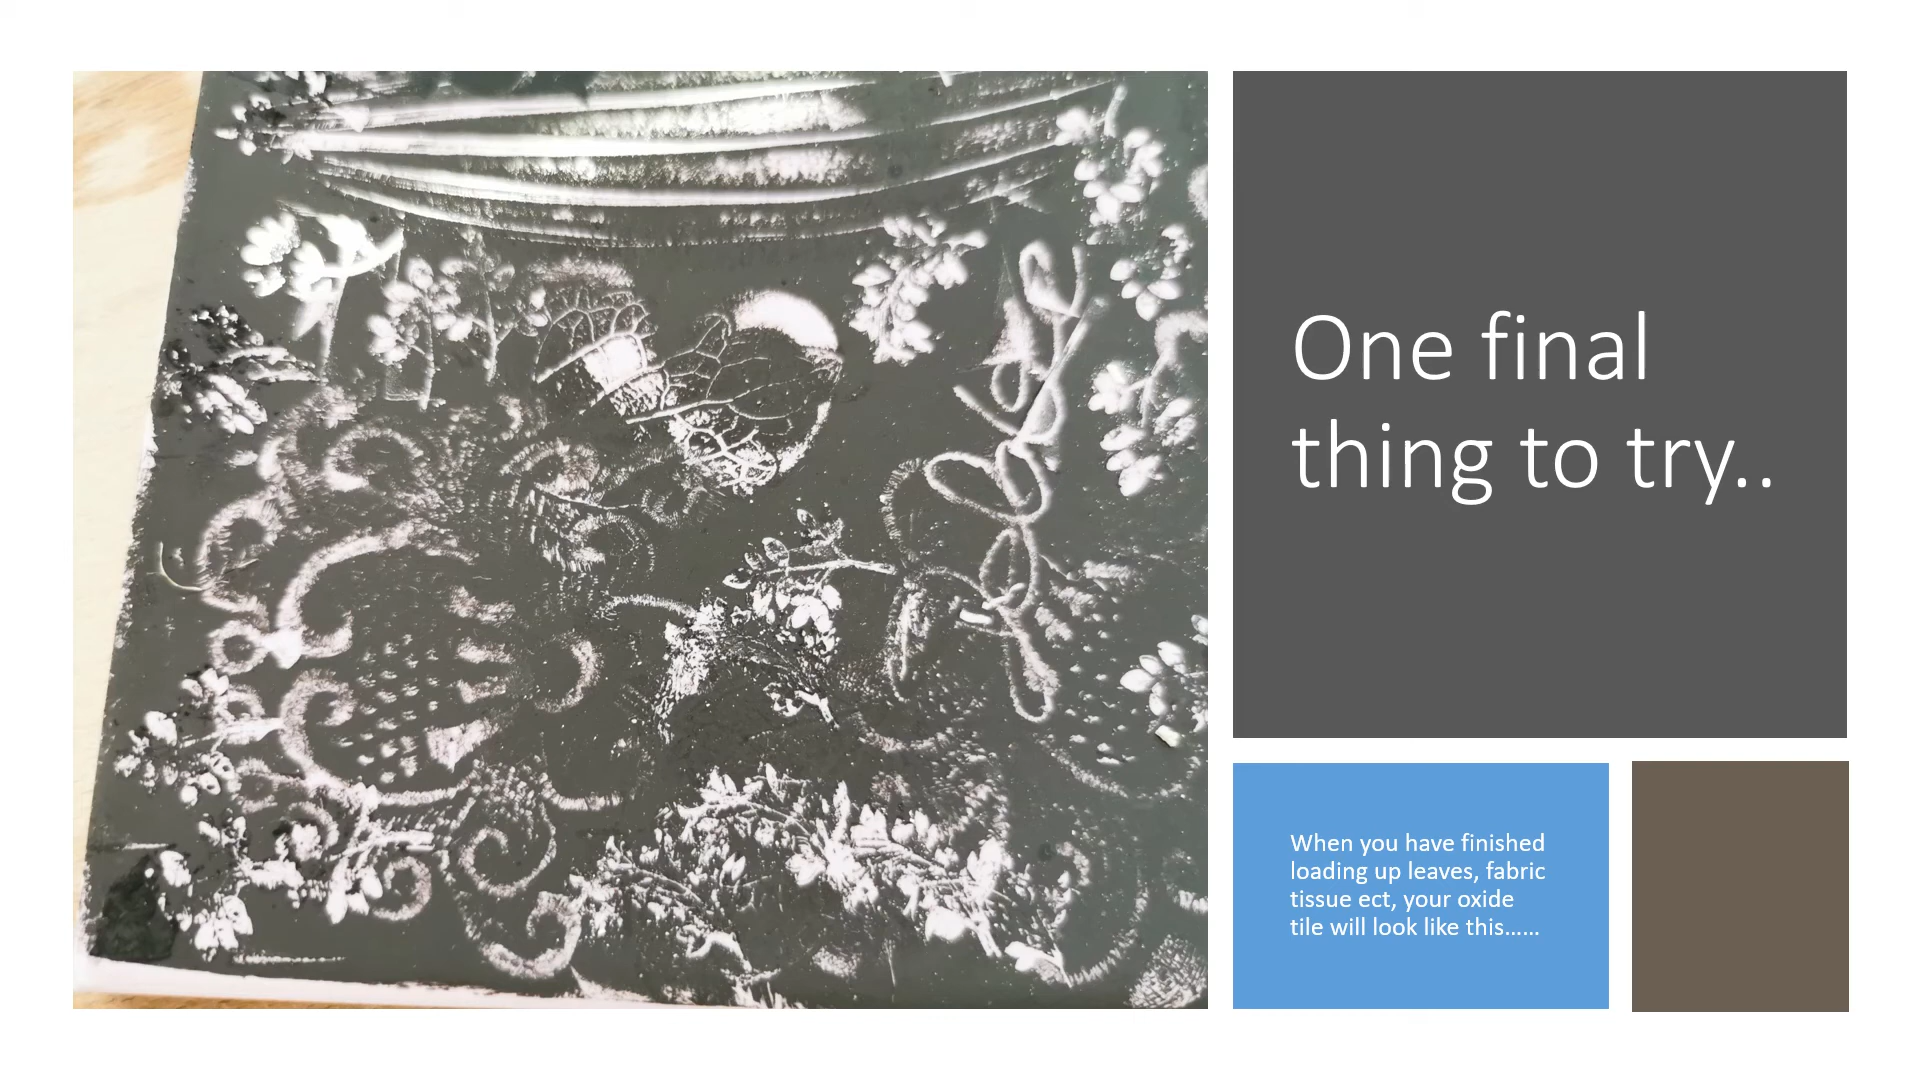 One final
thing to try..
When you have finished
loading up leaves, fabric
tissue ect, your oxide
tile will look like this……